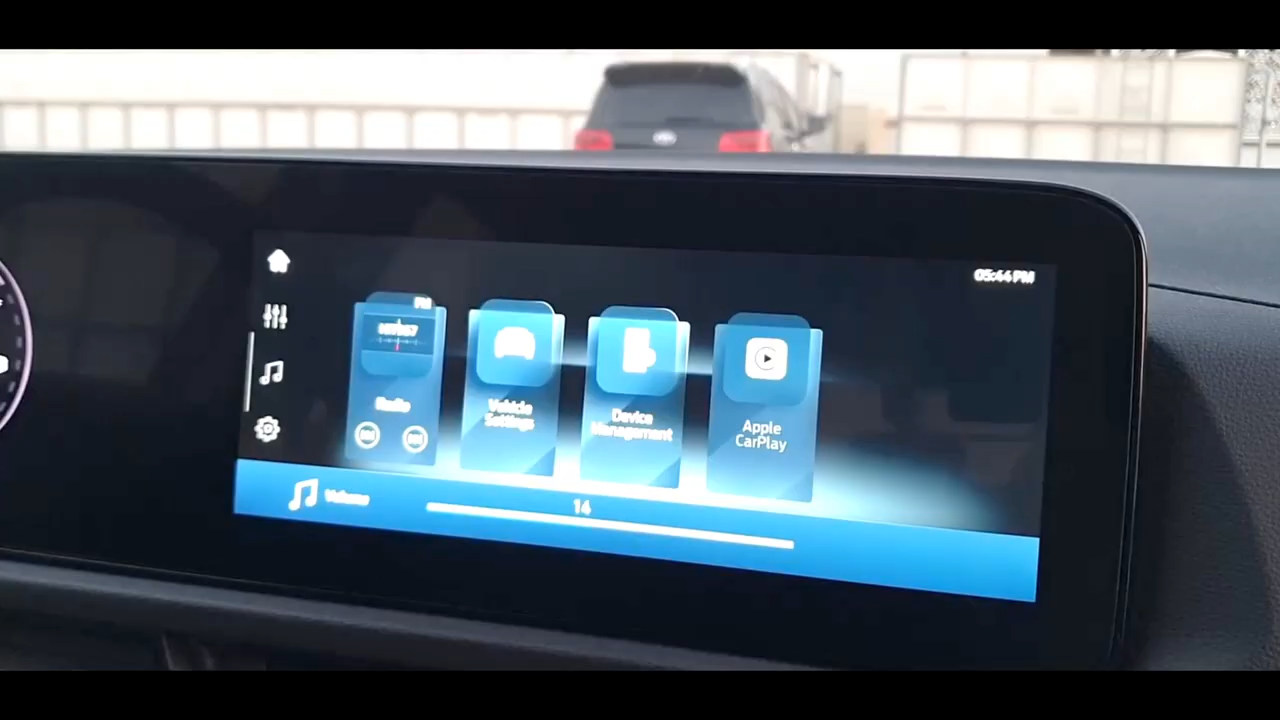 05:44 PM
FM
Radio
Vehicle
Settings
Device
Management
Apple
CarPlay
Volume
14